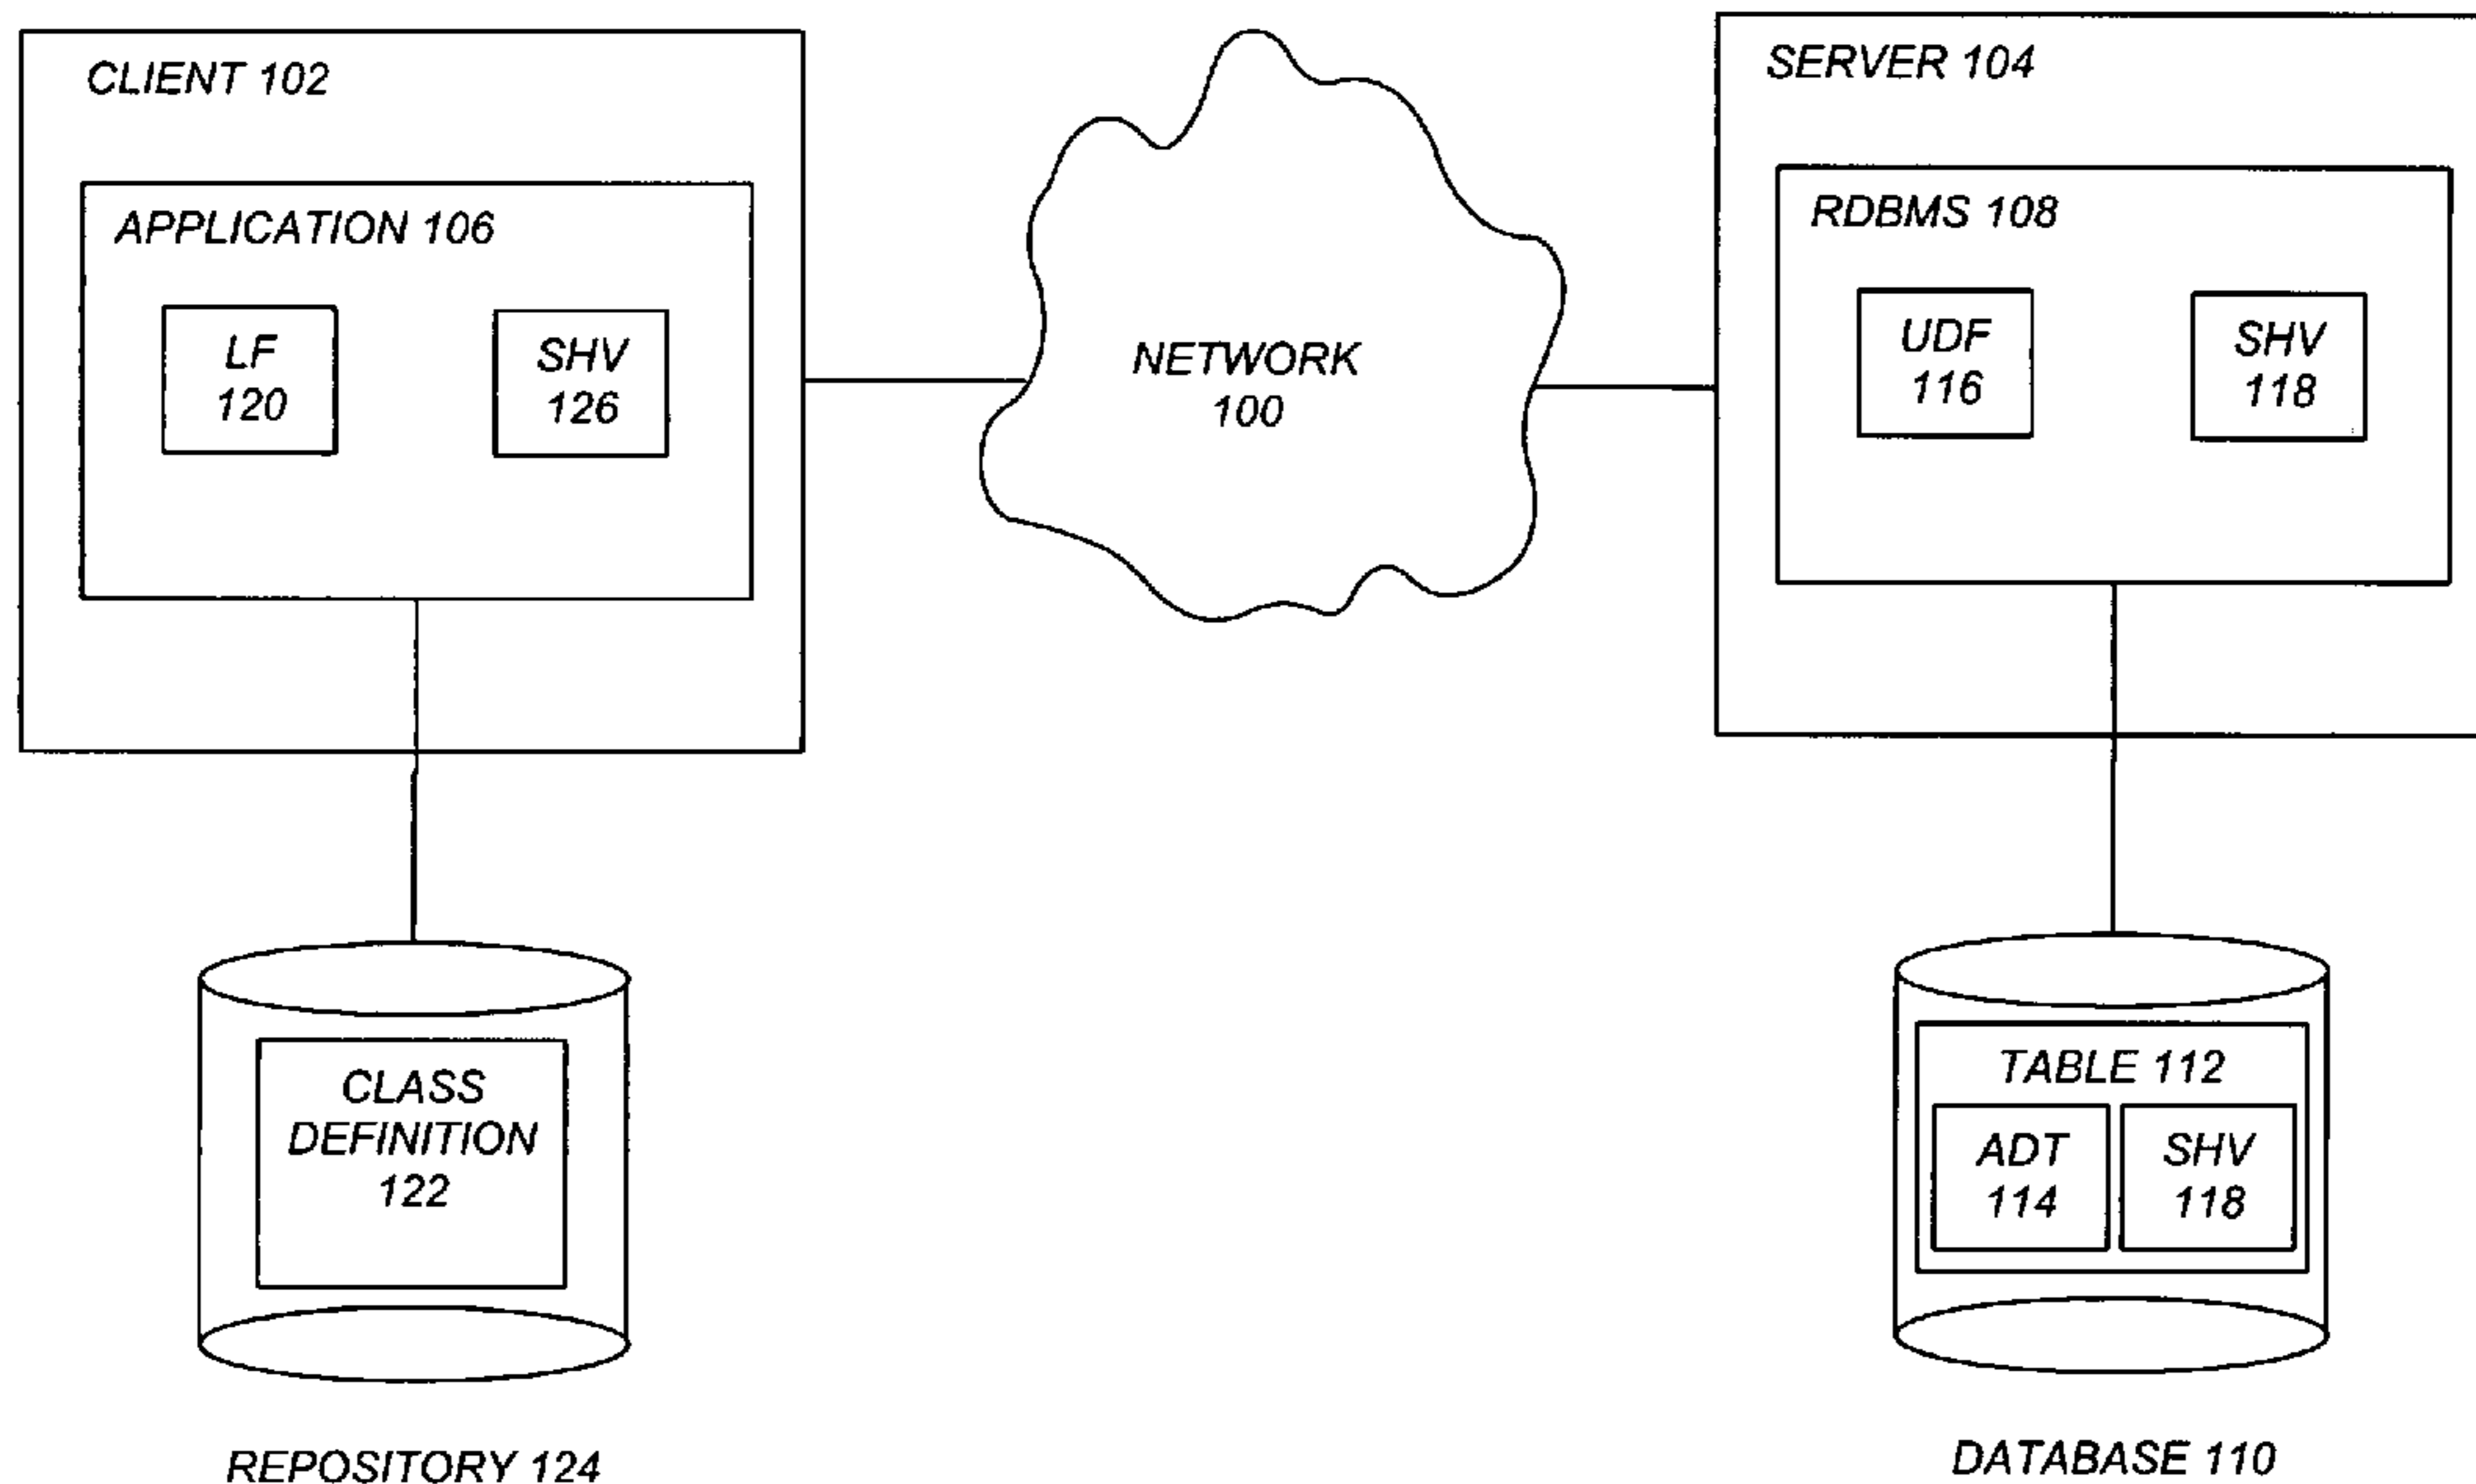 CLIENT 102
APPLICATION 106
LF
120
SHV
126
NETWORK
100
SERVER 104
RDBMS 108
UDF
116
SHV
118
CLASS
DEFINITION
122
REPOSITORY 124
TABLE 112
ADT
114
SHV
118
DATABASE 110